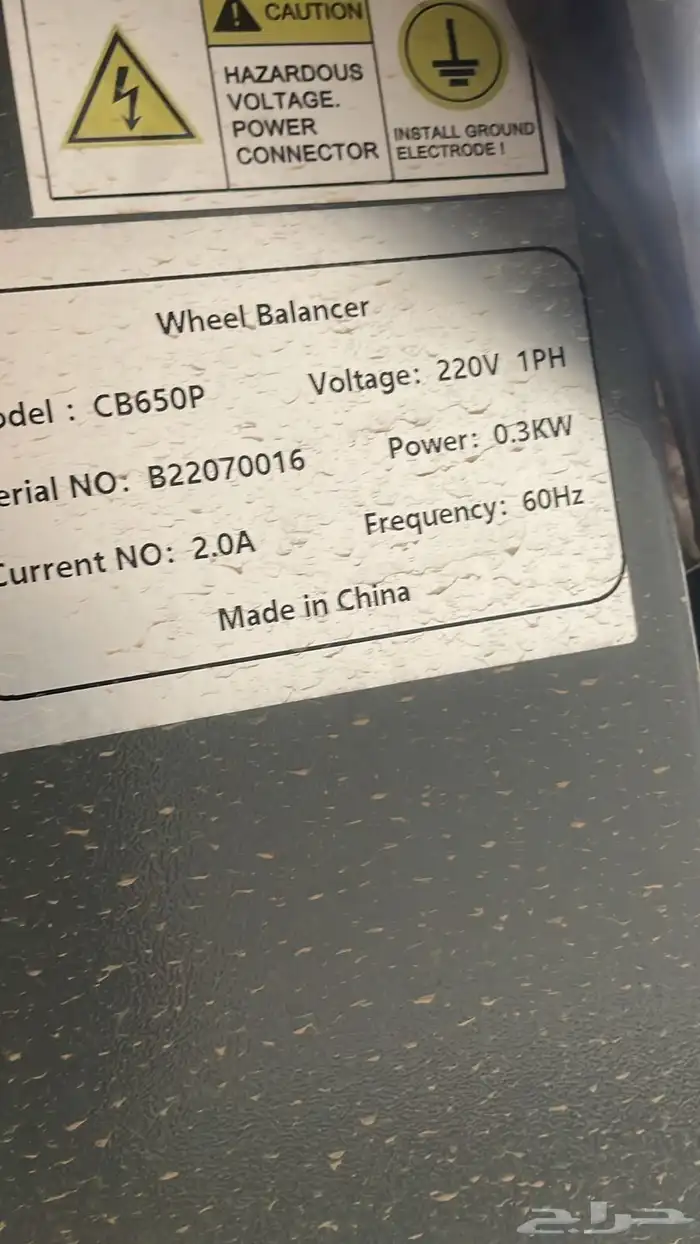 CAUTION
HAZARDOUS
VOLTAGE.
POWER
CONNECTOR
INSTALL GROUND
ELECTRODE !
Wheel Balancer
odel : CB650P Voltage: 220V 1PH
erial NO: B22070016 Power: 0.3KW
Current NO: 2.0A Frequency: 60Hz
Made in China
حراج